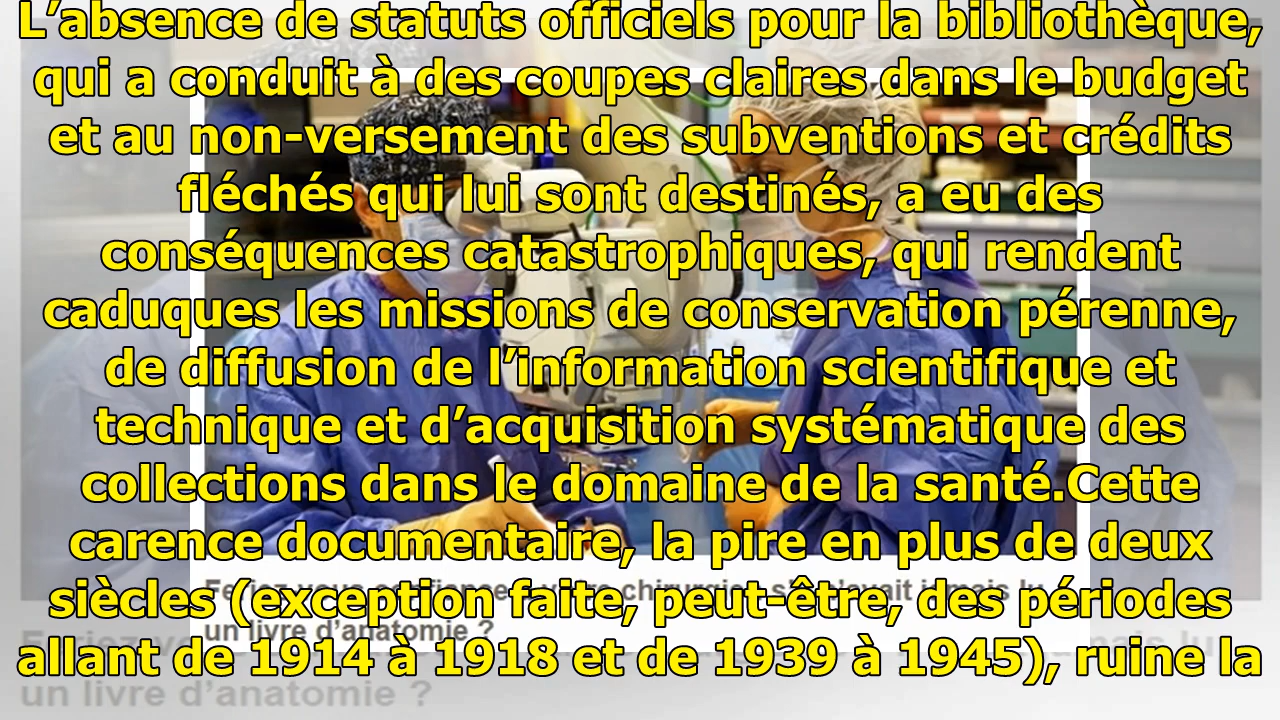 L’absence de statuts officiels pour la bibliothèque,
qui a conduit à des coupes claires dans le budget
et au non-versement des subventions et crédits
fléchés qui lui sont destinés, a eu des
conséquences catastrophiques, qui rendent
caduques les missions de conservation pérenne,
de diffusion de l’information scientifique et
technique et d’acquisition systématique des
collections dans le domaine de la santé.Cette
carence documentaire, la pire en plus de deux
siècles (exception faite, peut-être, des périodes
allant de 1914 à 1918 et de 1939 à 1945), ruine la
un livre d’anatomie ?
un livre d’anatomie ?